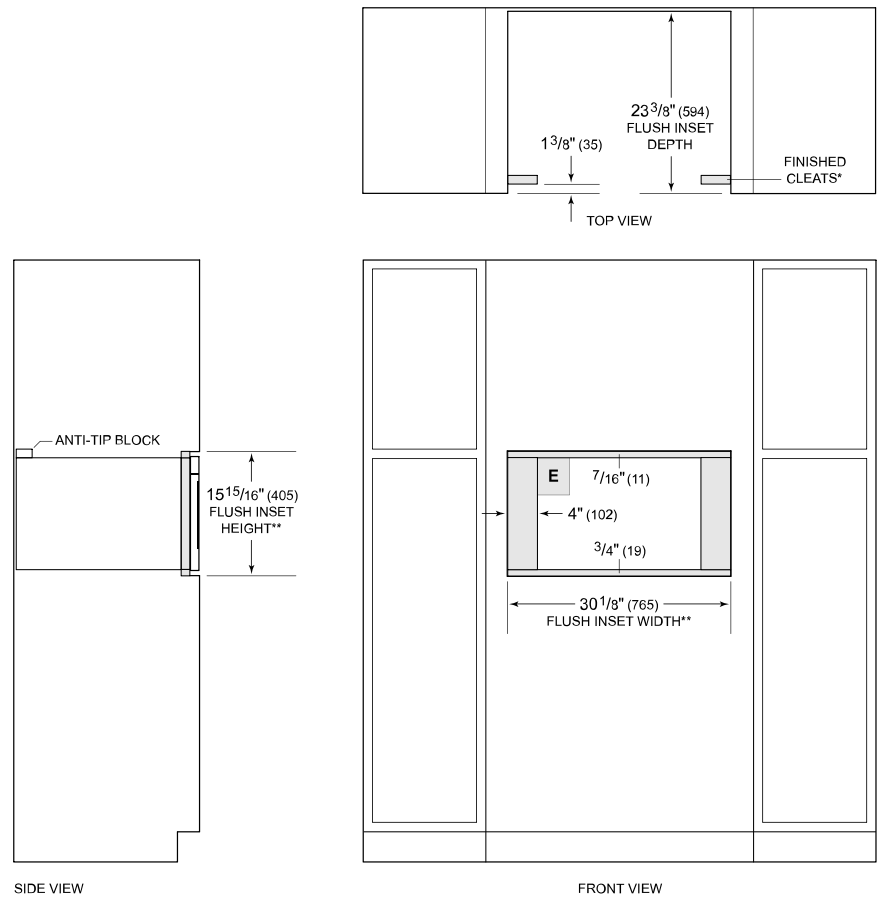 23 3/8" (594)
FLUSH INSET
DEPTH
1 3/8" (35)
FINISHED
CLEATS*
TOP VIEW
ANTI-TIP BLOCK
15 15/16" (405)
FLUSH INSET
HEIGHT**
E
7/16" (11)
4" (102)
3/4" (19)
30 1/8" (765)
FLUSH INSET WIDTH**
SIDE VIEW
FRONT VIEW